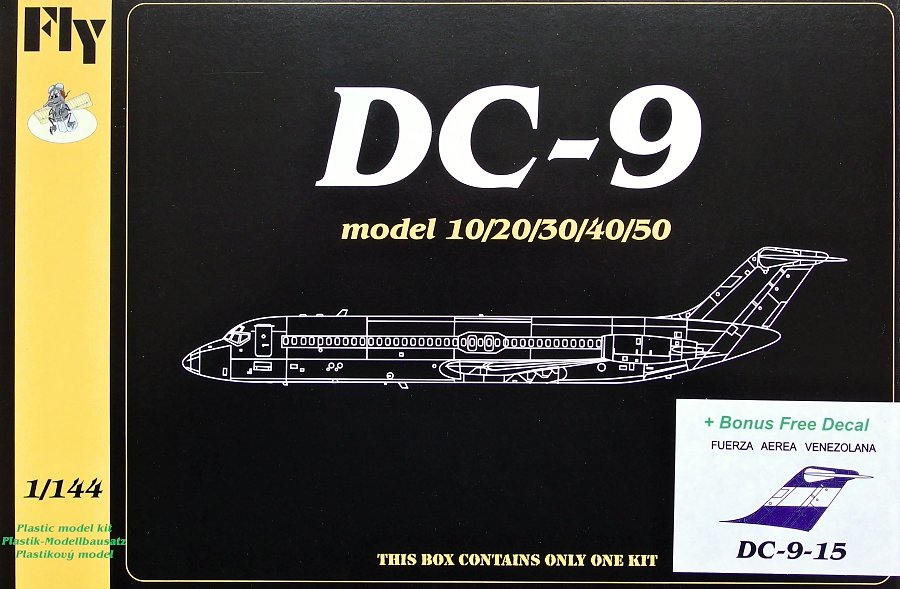 Fly
DC-9
model 10/20/30/40/50
+ Bonus Free Decal
FUERZA AEREA VENEZOLANA
DC-9-15
1/144
Plastic model kit
Plastik-Modellbausatz
Plastikový model
THIS BOX CONTAINS ONLY ONE KIT